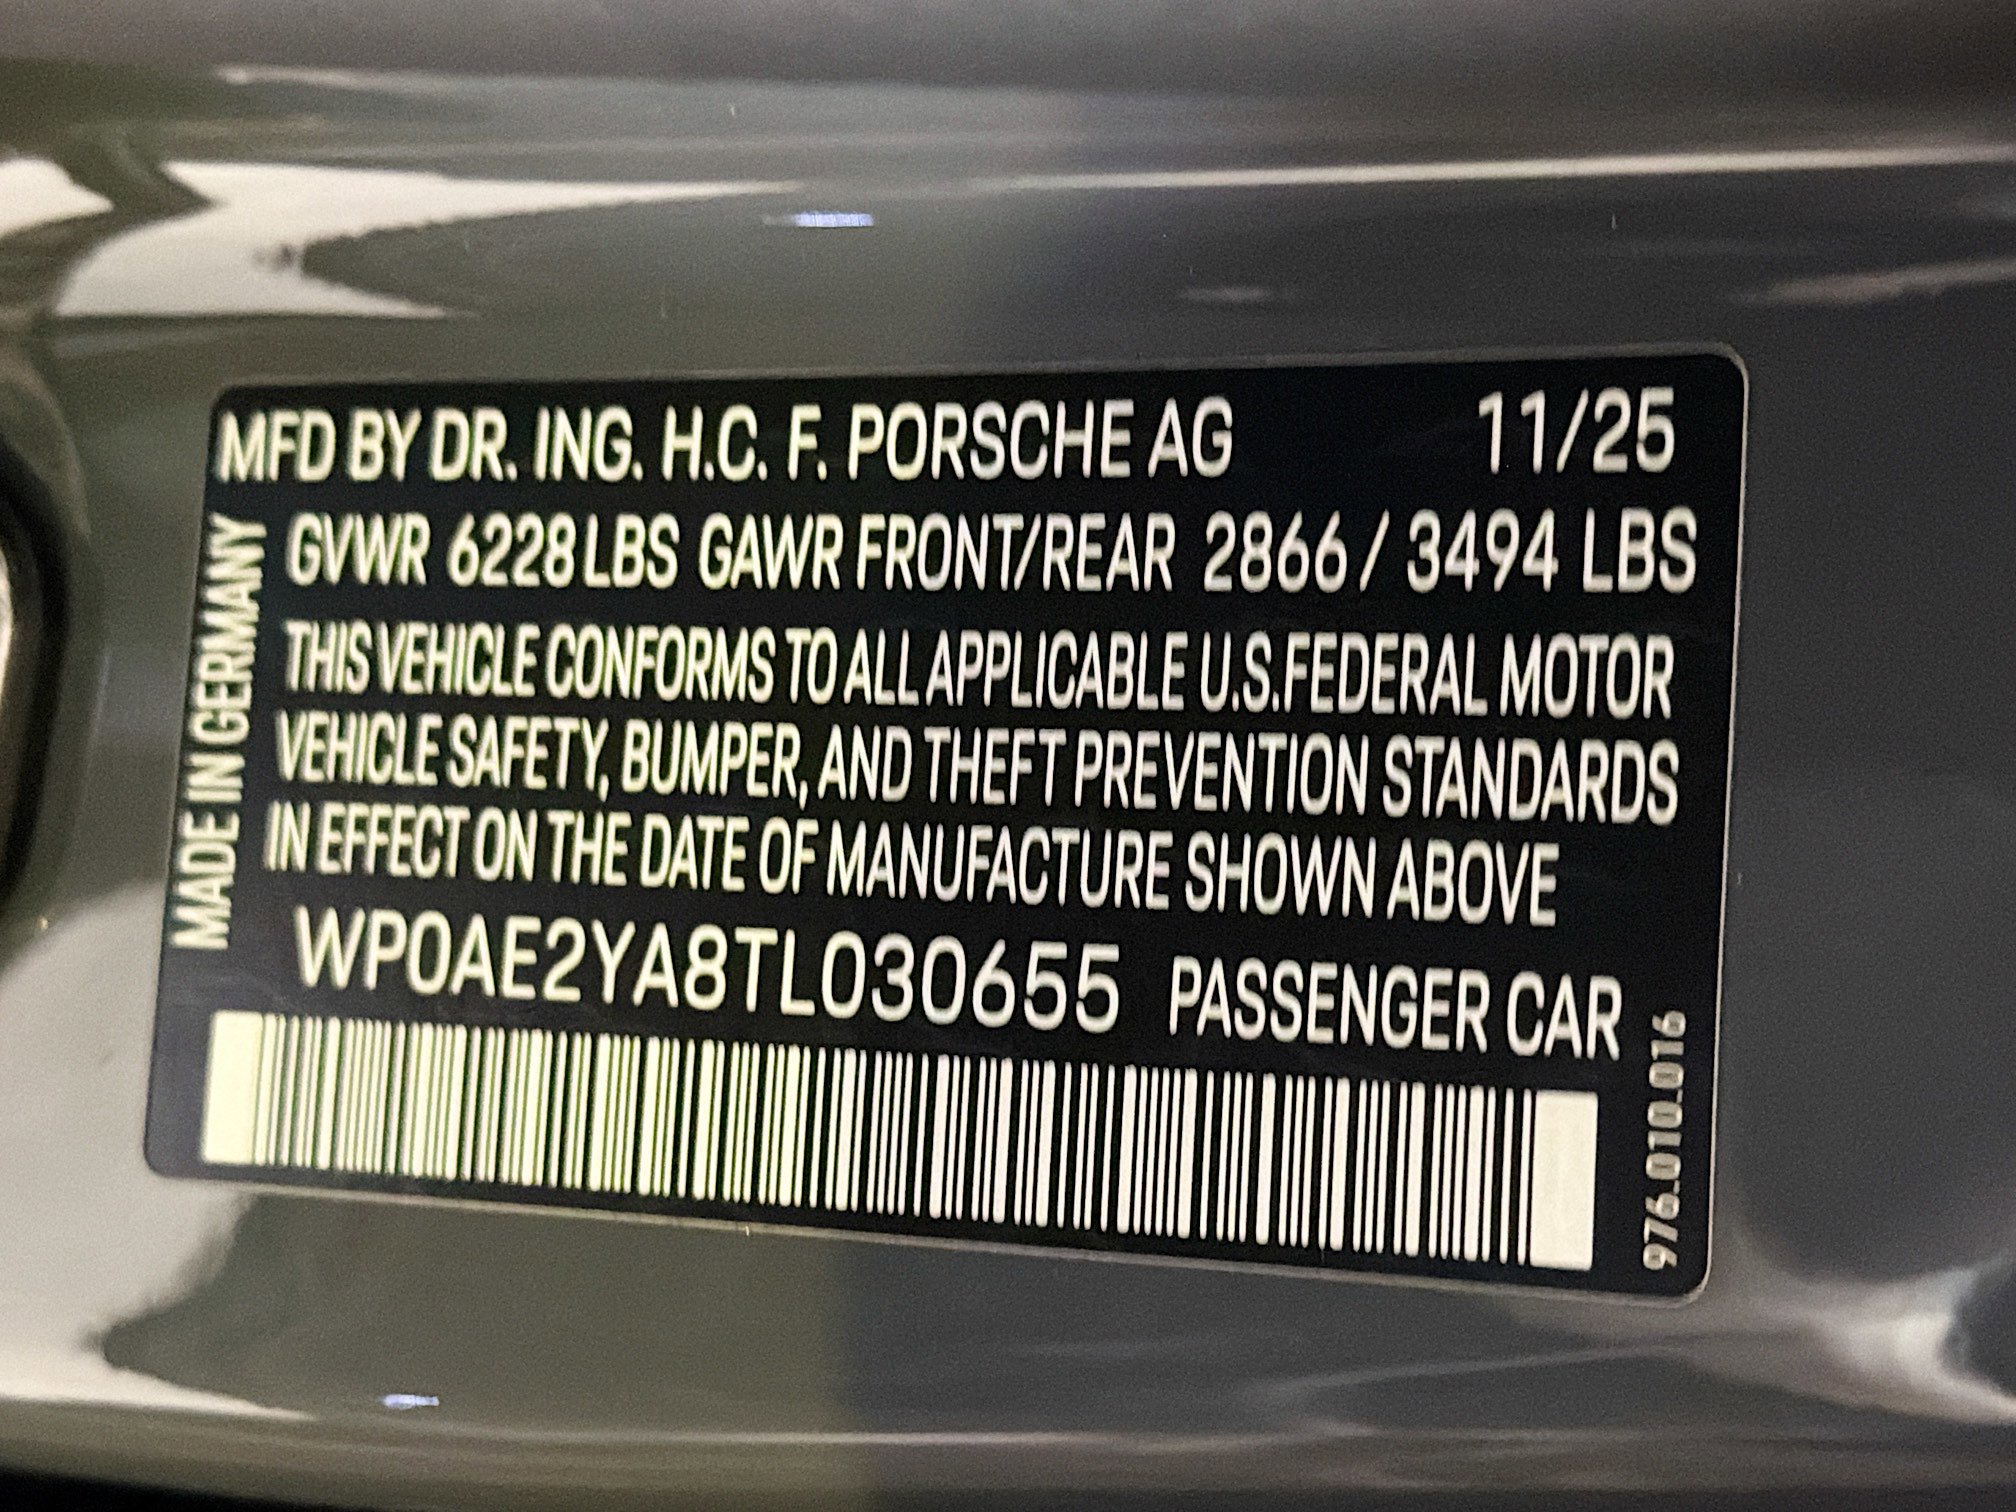 MFD BY DR. ING. H.C. F. PORSCHE AG 11/25
GVWR 6228 LBS GAWR FRONT/REAR 2866 / 3494 LBS
THIS VEHICLE CONFORMS TO ALL APPLICABLE U.S. FEDERAL MOTOR
VEHICLE SAFETY, BUMPER, AND THEFT PREVENTION STANDARDS
IN EFFECT ON THE DATE OF MANUFACTURE SHOWN ABOVE
WP0AE2YA8TL030655 PASSENGER CAR
MADE IN GERMANY
976.010.016